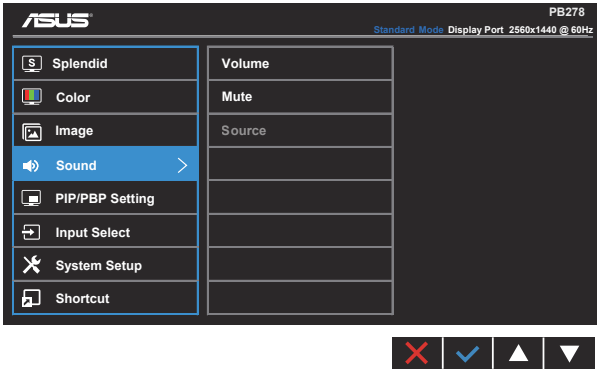 ASUS
PB278
Standard Mode Display Port 2560x1440 @ 60Hz
S Splendid
Color
Image
Sound
PIP/PBP Setting
Input Select
System Setup
Shortcut
Volume
Mute
Source